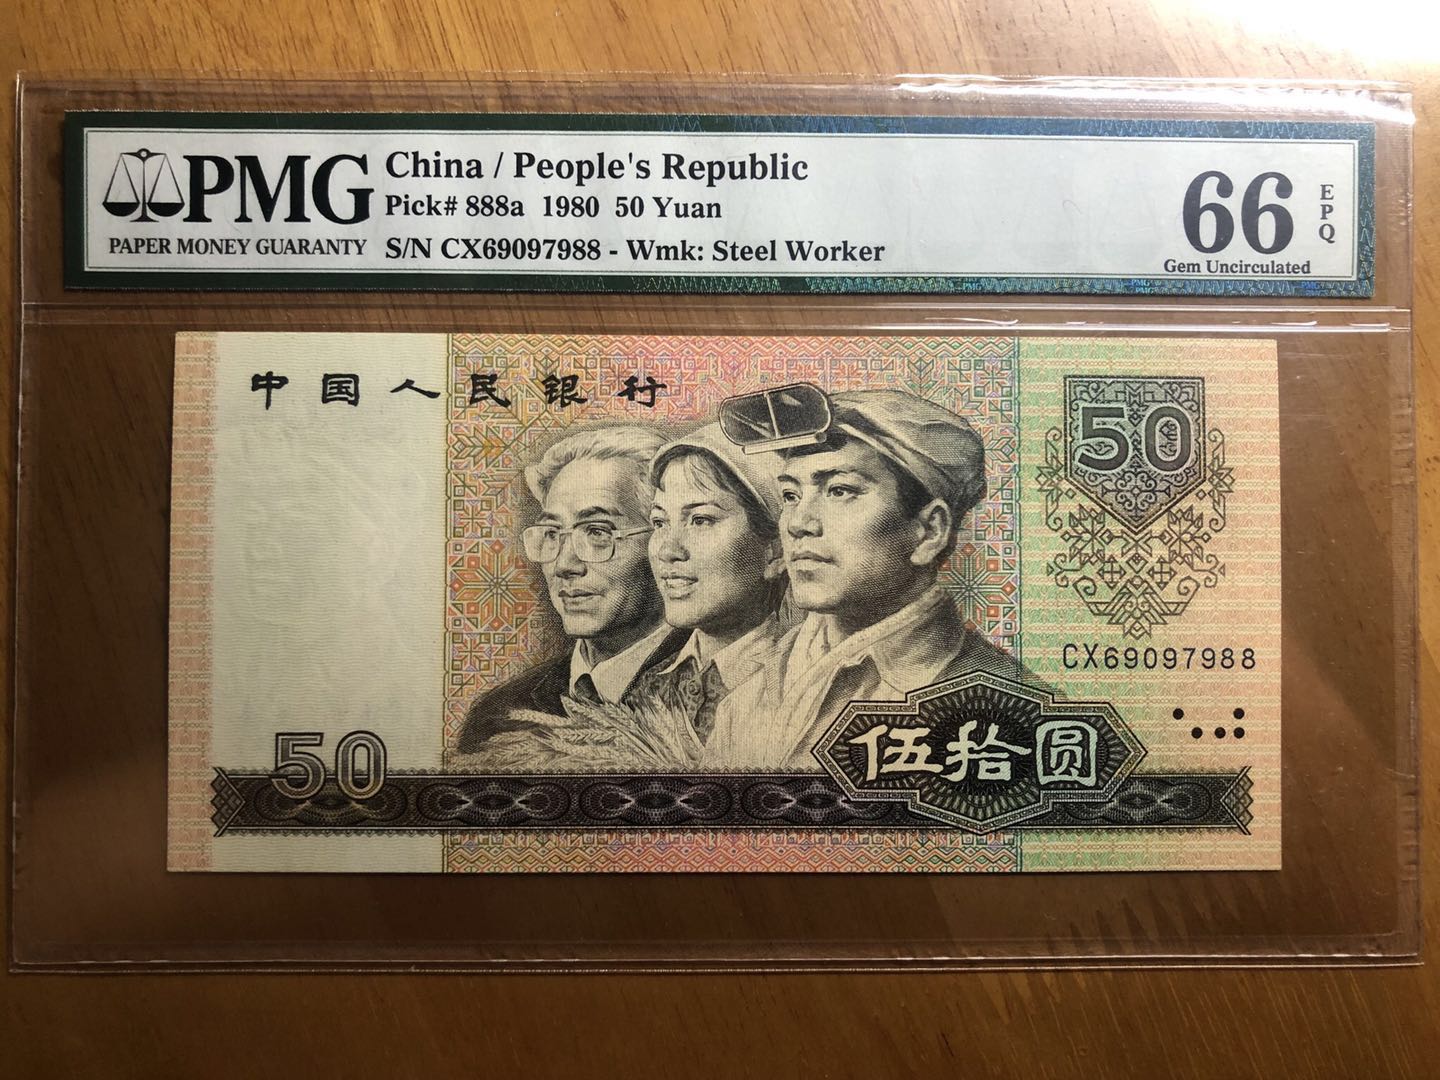 PMG
PAPER MONEY GUARANTY
China / People's Republic
Pick# 888a 1980 50 Yuan
S/N CX69097988 - Wmk: Steel Worker
66
EPQ
Gem Uncirculated
中国人民银行
50
CX69097988
50
伍拾圆